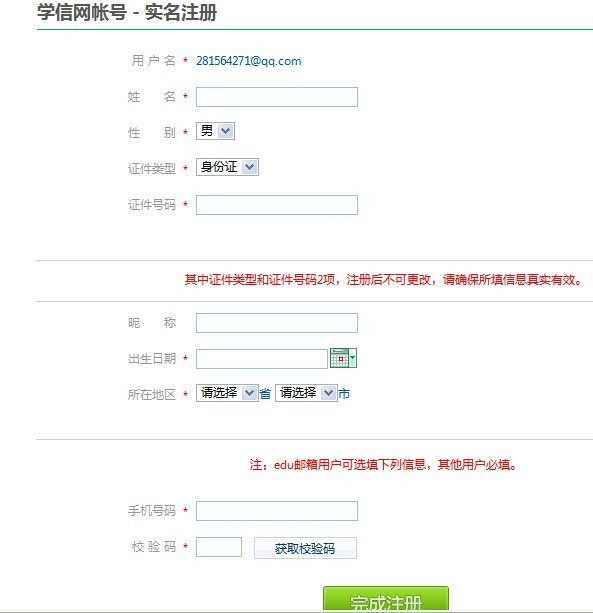 学信网帐号 - 实名注册
用 户 名 * 281564271@qq.com
姓 名 *
性 别 * 男
证件类型 * 身份证
证件号码 *
其中证件类型和证件号码2项，注册后不可更改，请确保所填信息真实有效。
昵 称
出生日期 *
所在地区 * 请选择 省 请选择 市
注：edu邮箱用户可选填下列信息，其他用户必填。
手机号码 *
校 验 码 * 获取校验码
完成注册